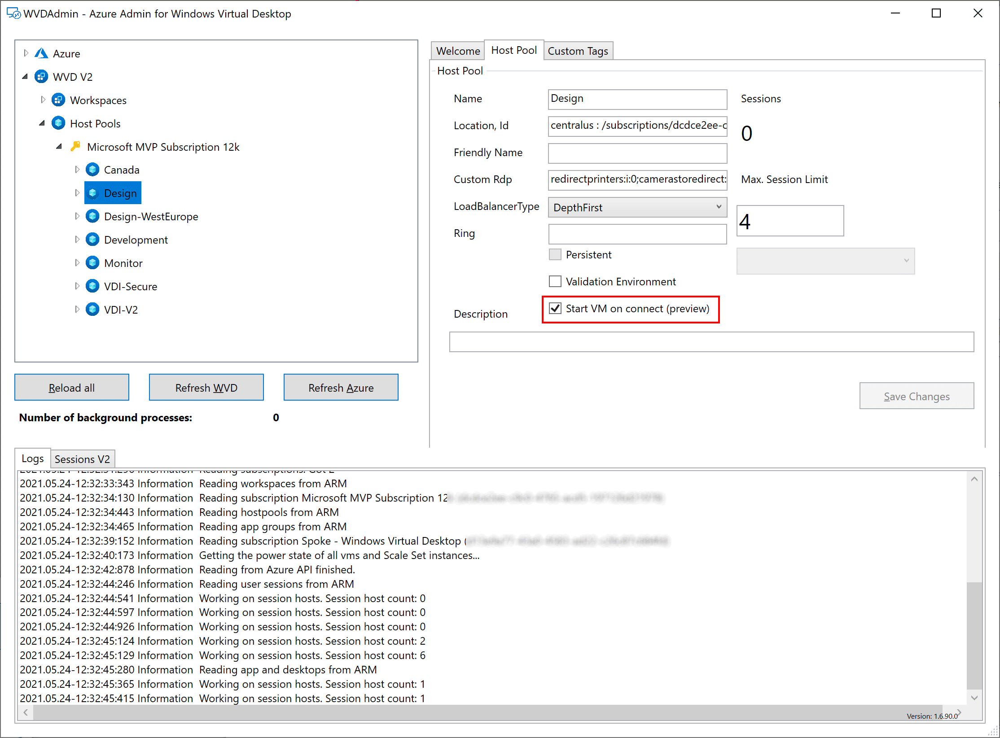 WVDAdmin - Azure Admin for Windows Virtual Desktop
Azure
WVD V2
Workspaces
Host Pools
Microsoft MVP Subscription 12k
Canada
Design
Design-WestEurope
Development
Monitor
VDI-Secure
VDI-V2
Reload all
Refresh WVD
Refresh Azure
Number of background processes: 0
Welcome
Host Pool
Custom Tags
Host Pool
Name
Design
Sessions
Location, Id
centralus : /subscriptions/dcdce2ee-c
0
Friendly Name
Custom Rdp
redirectprinters:i:0;camerastoredirect:
Max. Session Limit
LoadBalancerType
DepthFirst
4
Ring
Persistent
Validation Environment
Start VM on connect (preview)
Description
Save Changes
Logs
Sessions V2
2021.05.24-12:32:33:343 Information Reading workspaces from ARM
2021.05.24-12:32:34:130 Information Reading subscription Microsoft MVP Subscription 12
2021.05.24-12:32:34:443 Information Reading hostpools from ARM
2021.05.24-12:32:34:465 Information Reading app groups from ARM
2021.05.24-12:32:39:152 Information Reading subscription Spoke - Windows Virtual Desktop (
2021.05.24-12:32:40:173 Information Getting the power state of all vms and Scale Set instances...
2021.05.24-12:32:42:878 Information Reading from Azure API finished.
2021.05.24-12:32:44:246 Information Reading user sessions from ARM
2021.05.24-12:32:44:541 Information Working on session hosts. Session host count: 0
2021.05.24-12:32:44:597 Information Working on session hosts. Session host count: 0
2021.05.24-12:32:44:926 Information Working on session hosts. Session host count: 0
2021.05.24-12:32:45:124 Information Working on session hosts. Session host count: 2
2021.05.24-12:32:45:129 Information Working on session hosts. Session host count: 6
2021.05.24-12:32:45:280 Information Reading app and desktops from ARM
2021.05.24-12:32:45:365 Information Working on session hosts. Session host count: 1
2021.05.24-12:32:45:415 Information Working on session hosts. Session host count: 1
Version: 1.6.90.0